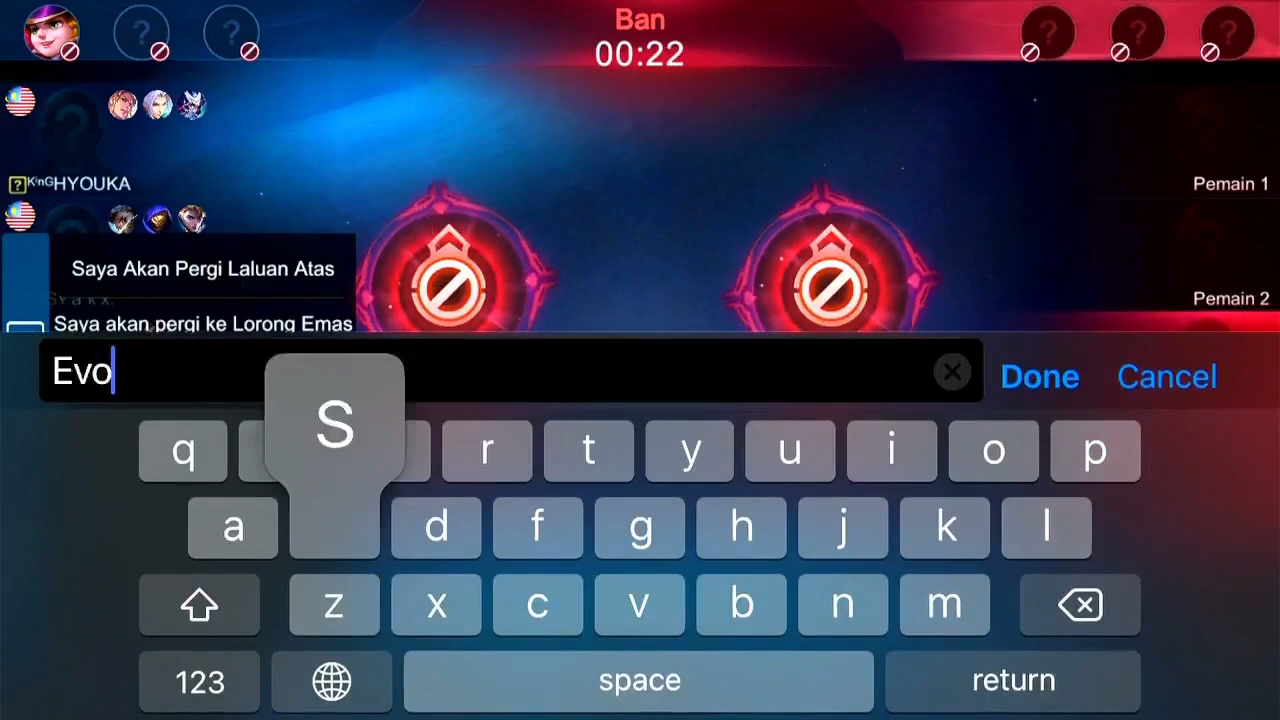 Ban
00:22
KinGHYOUKA
Pemain 1
Saya Akan Pergi Laluan Atas
Saya akan pergi ke Lorong Emas
Pemain 2
Evo
Done
Cancel
S
q r t y u i o p
a d f g h j k l
z x c v b n m
123 space return